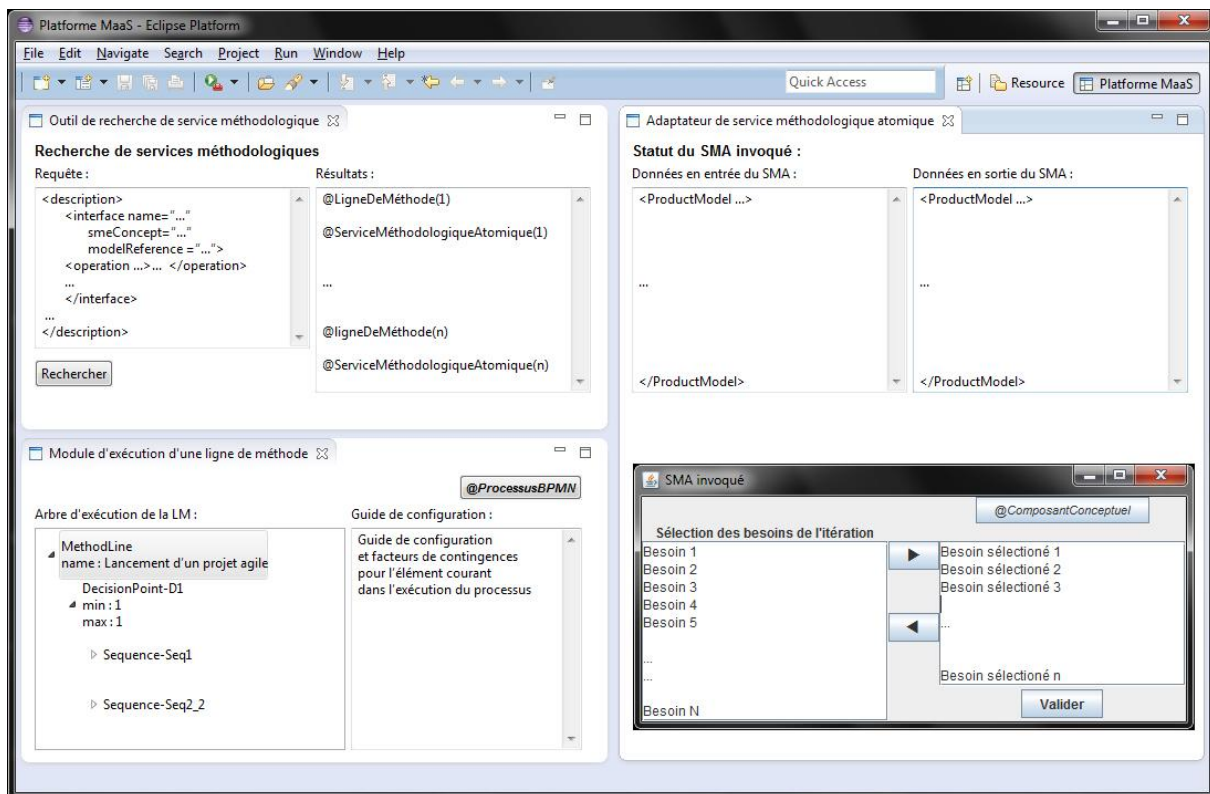 Platforme MaaS - Eclipse Platform
File Edit Navigate Search Project Run Window Help
Quick Access
Resource
Platforme MaaS
Outil de recherche de service méthodologique
Recherche de services méthodologiques
Requête :
<description>
<interface name="..."
smeConcept="..."
modelReference ="...">
<operation ...>... </operation>
...
</interface>
...
</description>
Rechercher
Résultats :
@LigneDeMéthode(1)
@ServiceMéthodologiqueAtomique(1)
...
@ligneDeMéthode(n)
@ServiceMéthodologiqueAtomique(n)
Adaptateur de service méthodologique atomique
Statut du SMA invoqué :
Données en entrée du SMA :
<ProductModel ...>
...
</ProductModel>
Données en sortie du SMA :
<ProductModel ...>
...
</ProductModel>
Module d'exécution d'une ligne de méthode
@ProcessusBPMN
Arbre d'exécution de la LM :
MethodLine
name : Lancement d'un projet agile
DecisionPoint-D1
min : 1
max : 1
Sequence-Seq1
Sequence-Seq2_2
Guide de configuration :
Guide de configuration
et facteurs de contingences
pour l'élément courant
dans l'exécution du processus
SMA invoqué
@ComposantConceptuel
Sélection des besoins de l'itération
Besoin 1
Besoin 2
Besoin 3
Besoin 4
Besoin 5
...
...
Besoin N
Besoin sélectioné 1
Besoin sélectioné 2
Besoin sélectioné 3
...
Besoin sélectioné n
Valider